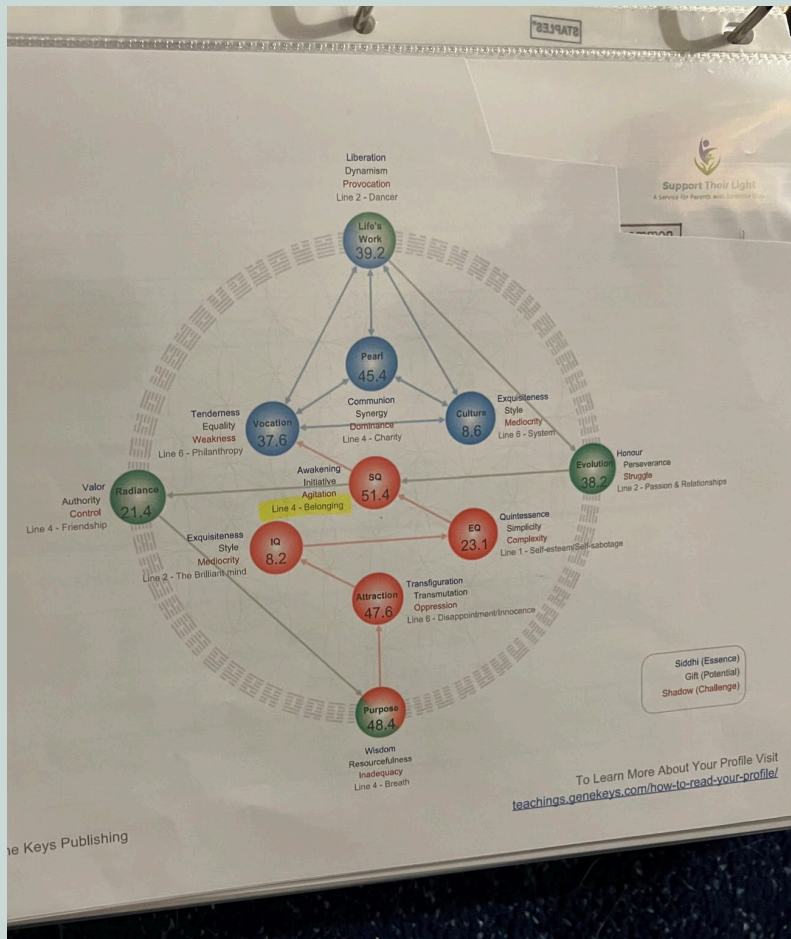 STAPLES
Support Their Light
A Service for Parents with
Liberation
Dynamism
Provocation
Line 2 - Dancer
Life's
Work
39.2
Pearl
45.4
Communion
Synergy
Dominance
Line 4 - Charity
Tenderness
Equality
Weakness
Line 6 - Philanthropy
Vocation
37.6
Culture
8.6
Exquisiteness
Style
Mediocrity
Line 6 - System
Evolution
38.2
Honour
Perseverance
Struggle
Line 2 - Passion & Relationships
Awakening
Initiative
Agitation
Line 4 - Belonging
SQ
51.4
Valor
Authority
Control
Line 4 - Friendship
Radiance
21.4
Exquisiteness
Style
Mediocrity
Line 2 - The Brilliant mind
IQ
8.2
EQ
23.1
Quintessence
Simplicity
Complexity
Line 1 - Self-esteem/Self-sabotage
Attraction
47.6
Transfiguration
Transmutation
Oppression
Line 6 - Disappointment/Innocence
Purpose
48.4
Wisdom
Resourcefulness
Inadequacy
Line 4 - Breath
Siddhi (Essence)
Gift (Potential)
Shadow (Challenge)
To Learn More About Your Profile Visit
teachings.genekeys.com/how-to-read-your-profile/
Keys Publishing